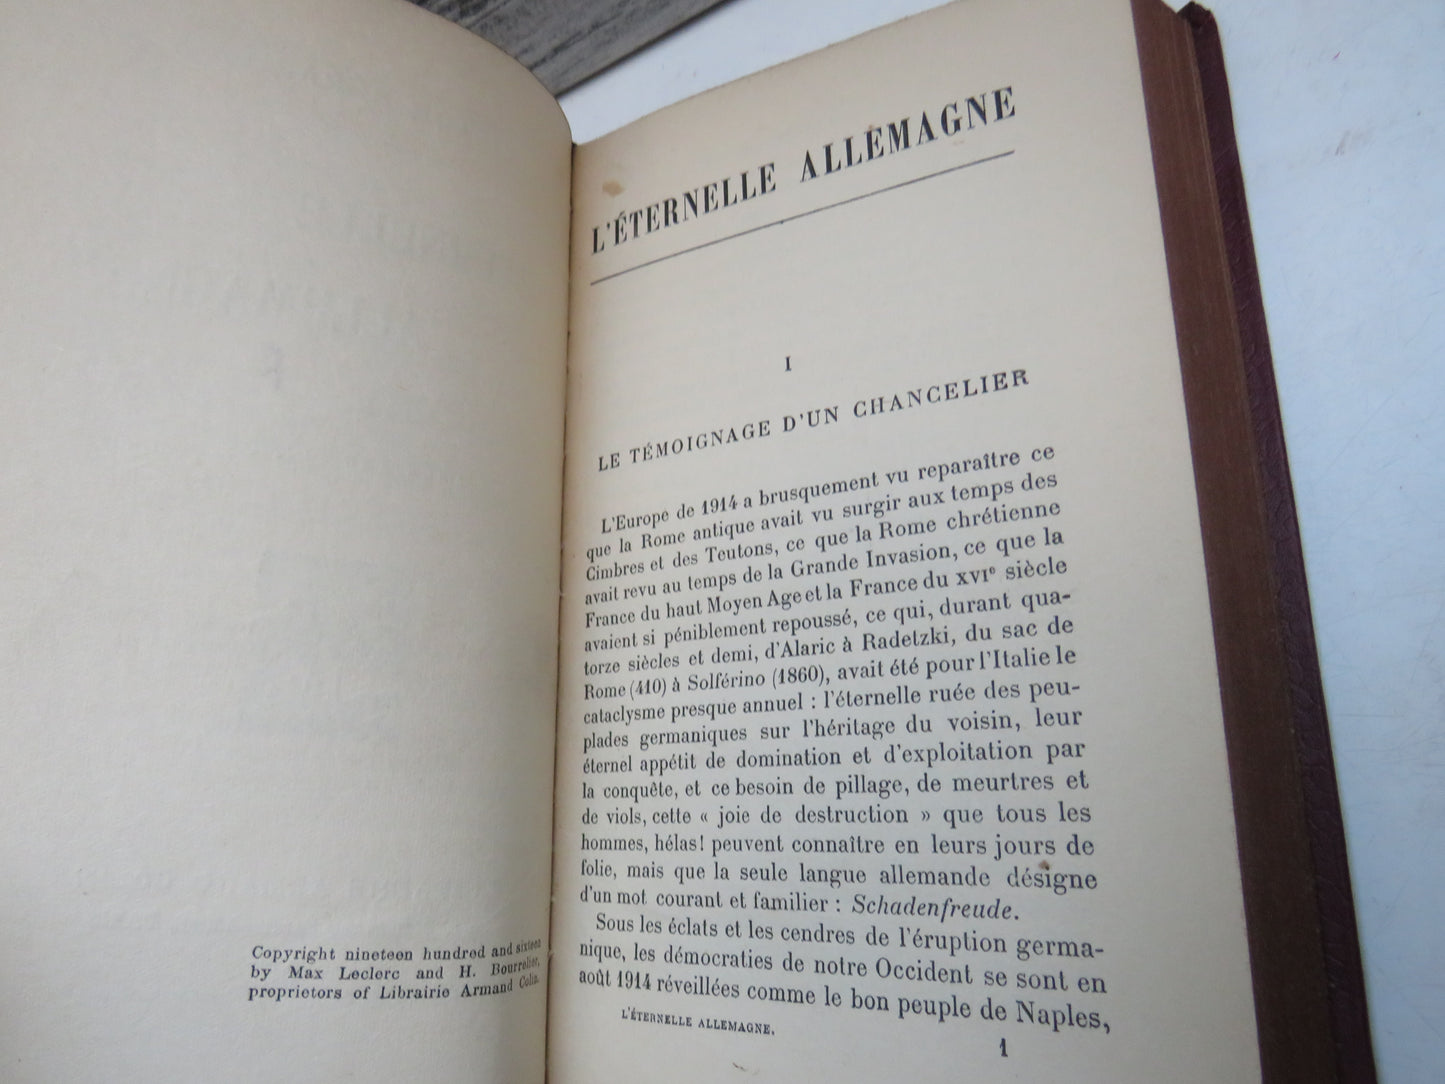 Copyright nineteen hundred and sixteen
by Max Leclerc and H. Bourrelier,
proprietors of Librairie Armand Colin.
L'ÉTERNELLE ALLEMAGNE
I
LE TÉMOIGNAGE D'UN CHANCELIER
L'Europe de 1914 a brusquement vu reparaître ce
que la Rome antique avait vu surgir aux temps des
Cimbres et des Teutons, ce que la Rome chrétienne
avait revu au temps de la Grande Invasion, ce que la
France du haut Moyen Age et la France du XVIe siècle
avaient si péniblement repoussé, ce qui, durant qua-
torze siècles et demi, d'Alaric à Radetzki, du sac de
Rome (410) à Solférino (1860), avait été pour l'Italie le
cataclysme presque annuel : l'éternelle ruée des peu-
plades germaniques sur l'héritage du voisin, leur
éternel appétit de domination et d'exploitation par
la conquête, et ce besoin de pillage, de meurtres et
de viols, cette « joie de destruction » que tous les
hommes, hélas! peuvent connaître en leurs jours de
folie, mais que la seule langue allemande désigne
d'un mot courant et familier : Schadenfreude.
Sous les éclats et les cendres de l'éruption germa-
nique, les démocraties de notre Occident se sont en
août 1914 réveillées comme le bon peuple de Naples,
L'ÉTERNELLE ALLEMAGNE.
1